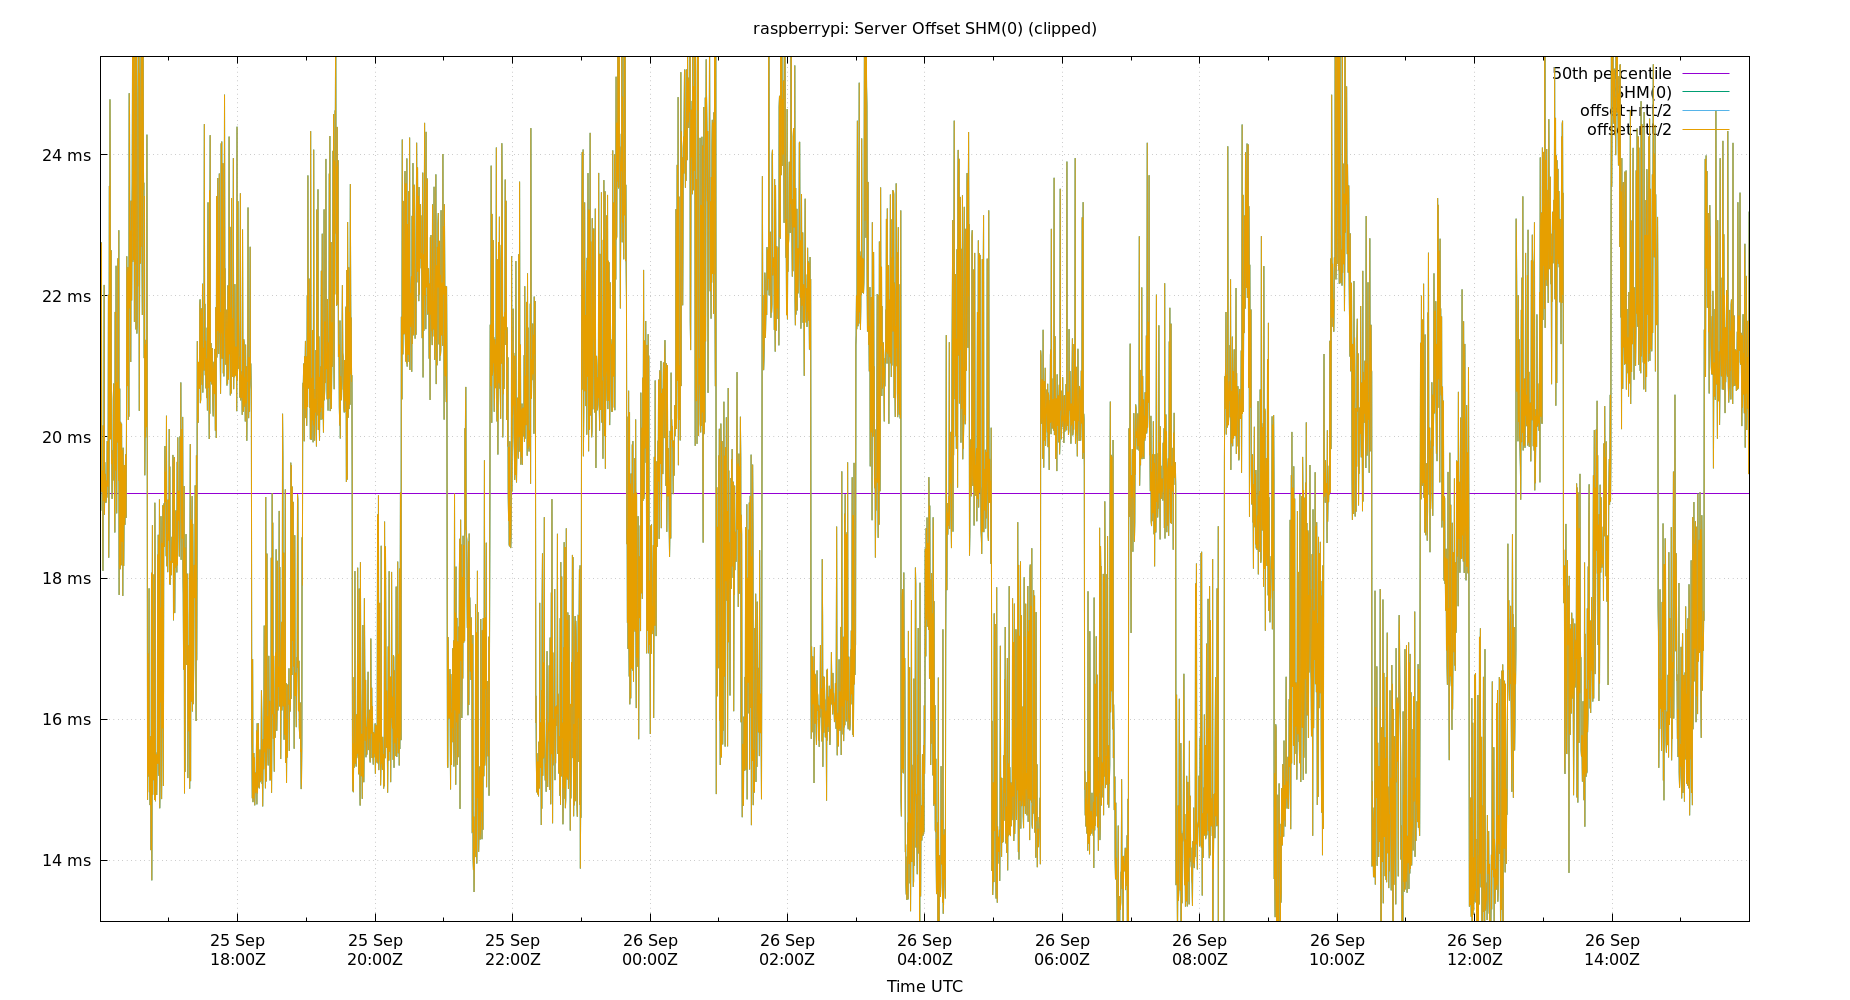 raspberrypi: Server Offset SHM(0) (clipped)
50th percentile
SHM(0)
offset+rtt/2
offset-rtt/2
24 ms
22 ms
20 ms
18 ms
16 ms
14 ms
25 Sep 25 Sep 25 Sep 26 Sep 26 Sep 26 Sep 26 Sep 26 Sep 26 Sep 26 Sep 26 Sep
18:00Z 20:00Z 22:00Z 00:00Z 02:00Z 04:00Z 06:00Z 08:00Z 10:00Z 12:00Z 14:00Z
Time UTC